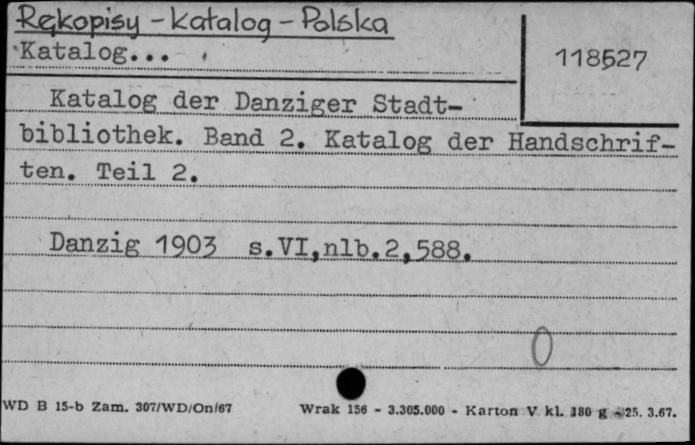 Rękopisy - Katalog - Polska
Katalog...
118527
Katalog der Danziger Stadt-
bibliothek. Band 2. Katalog der Handschrif-
ten. Teil 2.
Danzig 1903 s.VI,nlb.2,588.
0
WD B 15-b Zam. 307/WD/On/67
Wrak 156 - 3.305.000 - Karton V kl. 180 g - 25. 3.67.